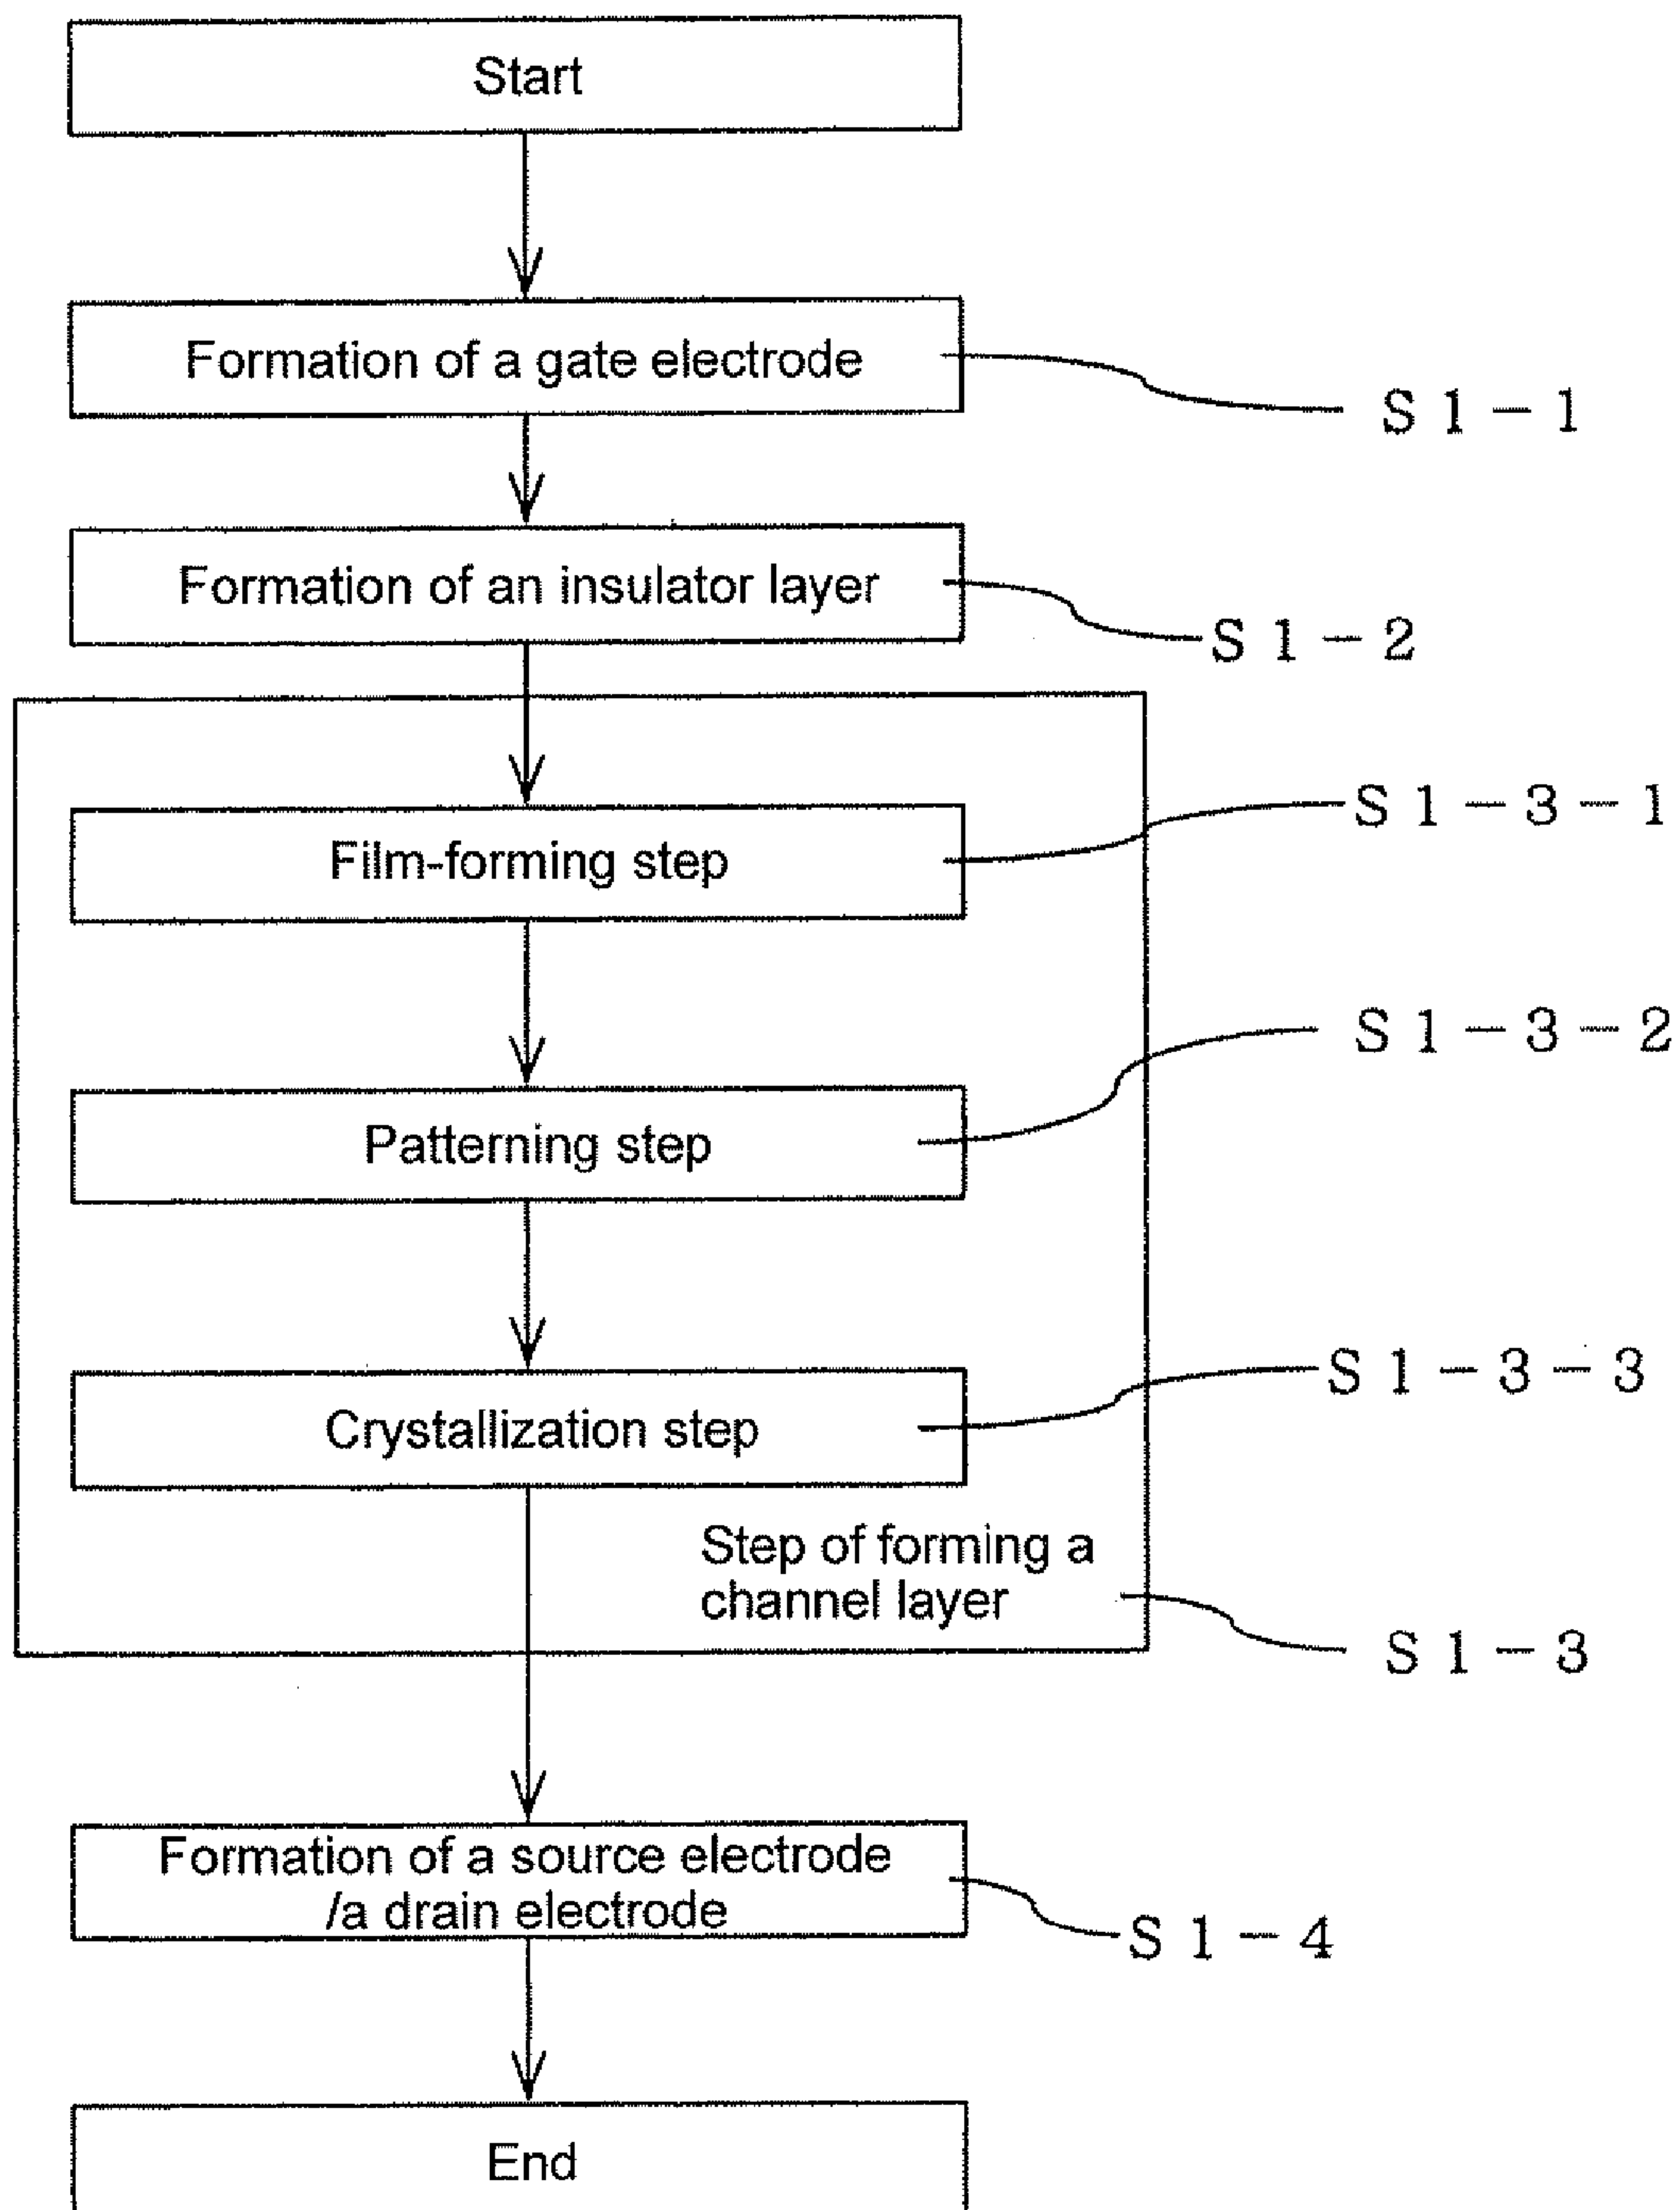 Start
Formation of a gate electrode
S 1 - 1
Formation of an insulator layer
S 1 - 2
Film-forming step
S 1 - 3 - 1
Patterning step
S 1 - 3 - 2
Crystallization step
S 1 - 3 - 3
Step of forming a
channel layer
S 1 - 3
Formation of a source electrode
/a drain electrode
S 1 - 4
End